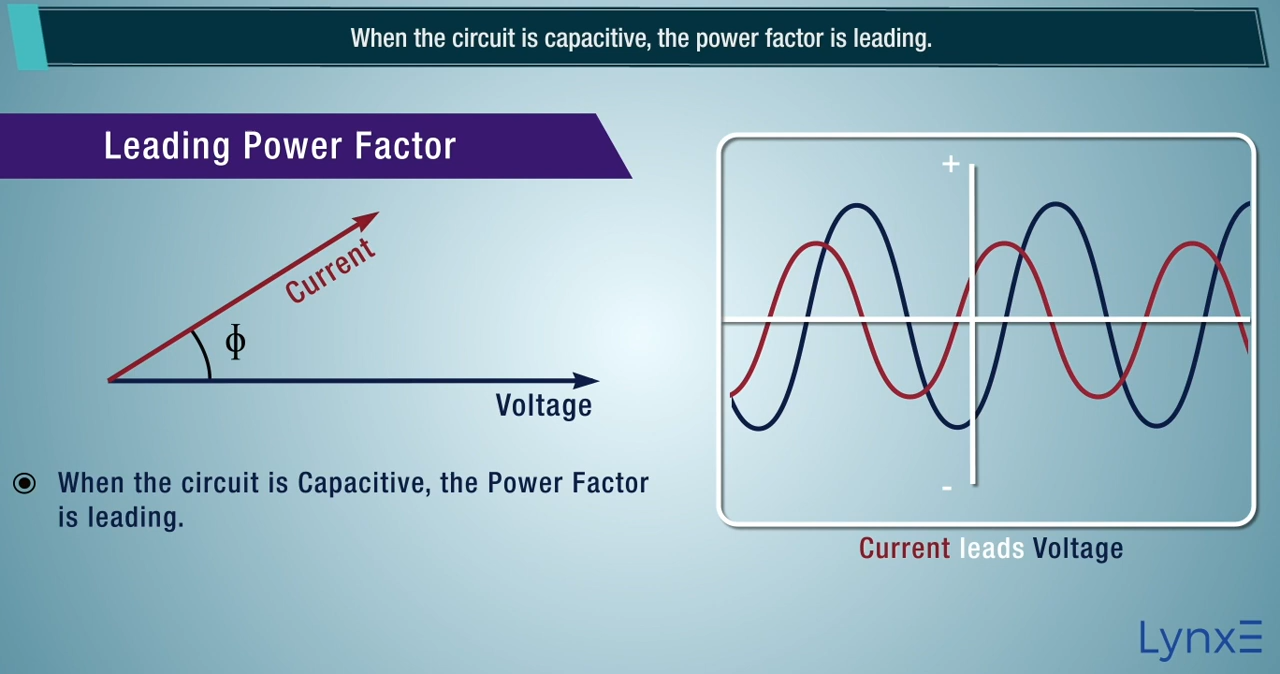 When the circuit is capacitive, the power factor is leading.
Leading Power Factor
Current
ϕ
Voltage
When the circuit is Capacitive, the Power Factor
is leading.
+
-
Current leads Voltage
LynxE